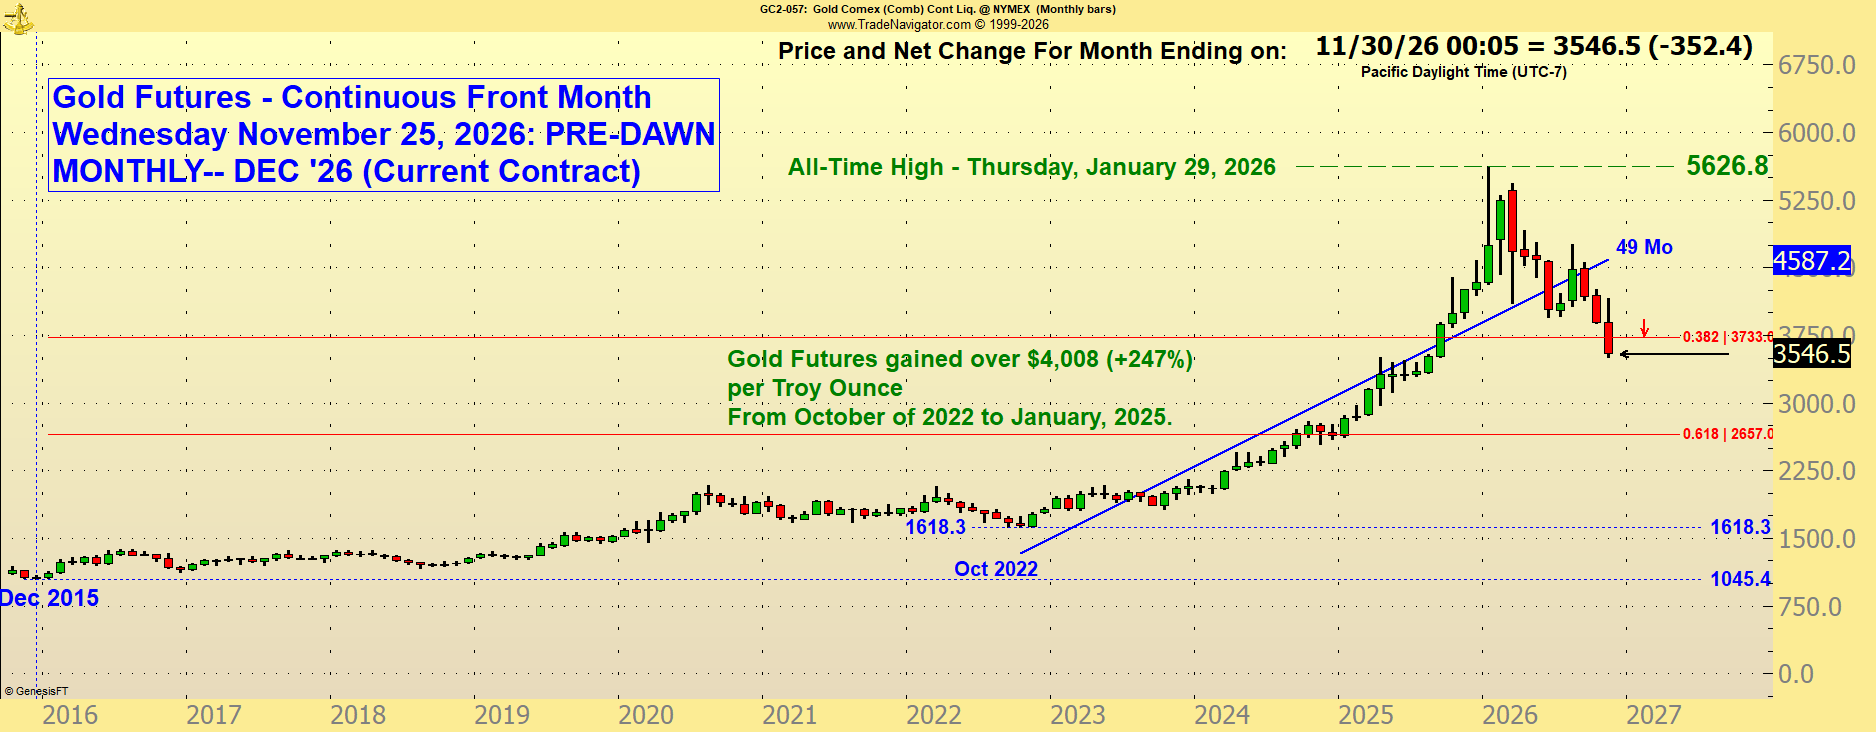 GC2-057: Gold Comex (Comb) Cont Liq. @ NYMEX (Monthly bars)
www.TradeNavigator.com © 1999-2026
Price and Net Change For Month Ending on: 11/30/26 00:05 = 3546.5 (-352.4)
Pacific Daylight Time (UTC-7)
Gold Futures - Continuous Front Month
Wednesday November 25, 2026: PRE-DAWN
MONTHLY-- DEC '26 (Current Contract)
All-Time High - Thursday, January 29, 2026
5626.8
49 Mo
Gold Futures gained over $4,008 (+247%)
per Troy Ounce
From October of 2022 to January, 2025.
0.382 | 3733.0
0.618 | 2657.0
1618.3
1618.3
Oct 2022
1045.4
Dec 2015
6750.0
6000.0
5250.0
4587.2
3750.0
3546.5
3000.0
2250.0
1500.0
750.0
0.0
© GenesisFT
2016 2017 2018 2019 2020 2021 2022 2023 2024 2025 2026 2027